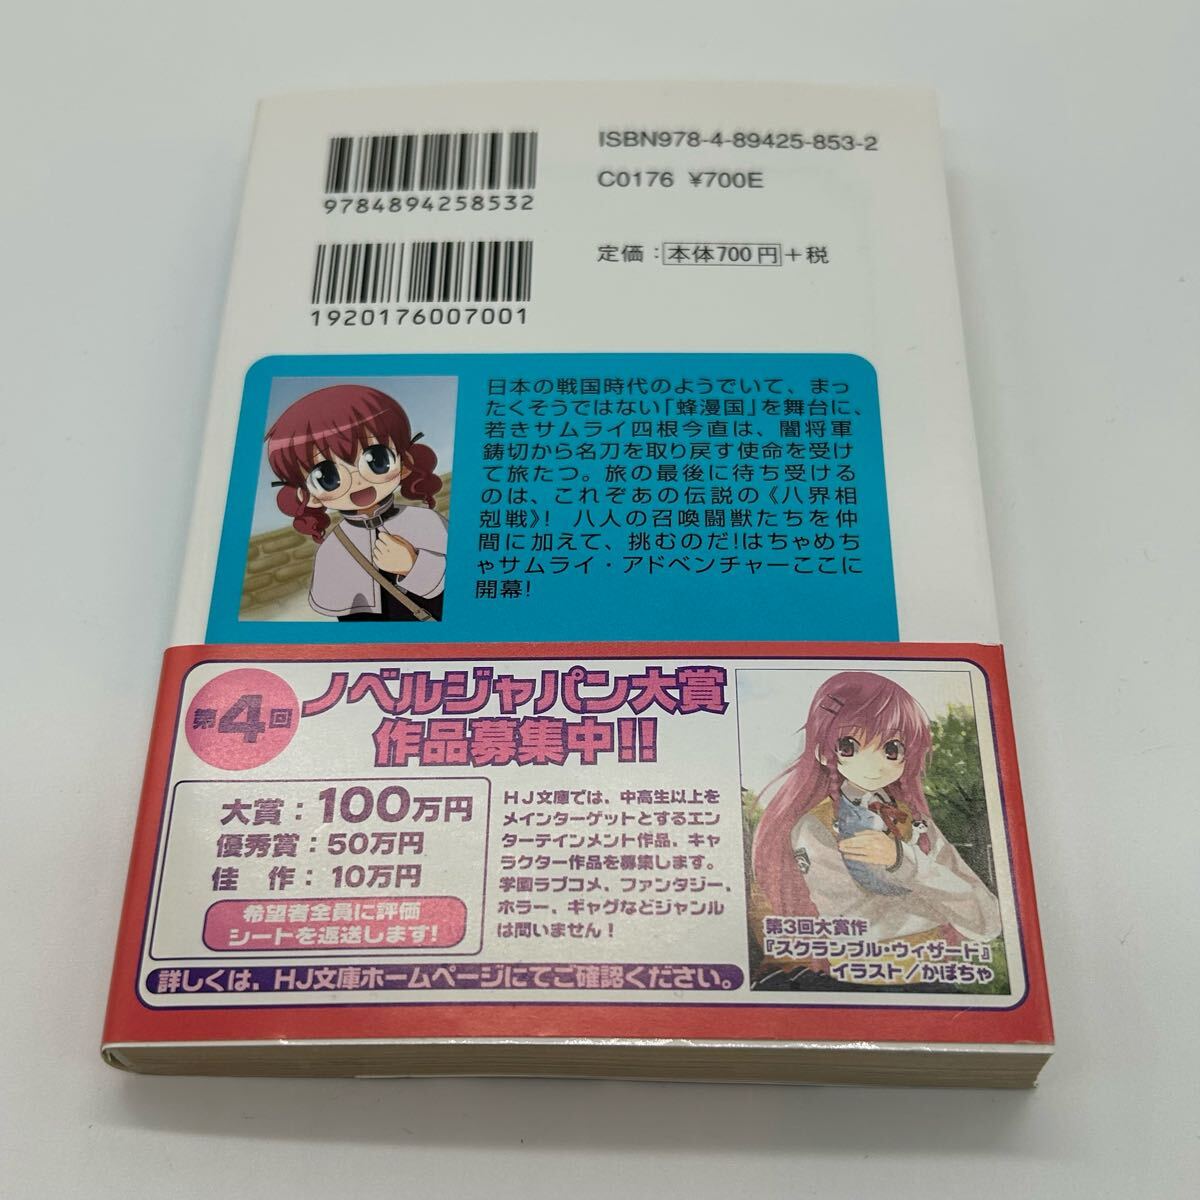 ISBN978-4-89425-853-2
C0176 ¥700E
9784894258532
定価：本体700円＋税
1920176007001
日本の戦国時代のようでいて、まっ
たくそうではない「蜂漫国」を舞台に、
若きサムライ四根今直は、闇将軍
鋳切から名刀を取り戻す使命を受け
て旅たつ。旅の最後に待ち受ける
のは、これぞあの伝説の《八界相
剋戦》！ 八人の召喚闘獣たちを仲
間に加えて、挑むのだ！はちゃめち
ゃサムライ・アドベンチャーここに
開幕！
第4回
ノベルジャパン大賞
作品募集中!!
大賞：100万円
優秀賞：50万円
佳 作：10万円
希望者全員に評価
シートを返送します！
HJ文庫では、中高生以上を
メインターゲットとするエン
ターテインメント作品、キャ
ラクター作品を募集します。
学園ラブコメ、ファンタジー、
ホラー、ギャグなどジャンル
は問いません！
詳しくは、HJ文庫ホームページにてご確認ください。
第3回大賞作
『スクランブル・ウィザード』
イラスト／かぼちゃ